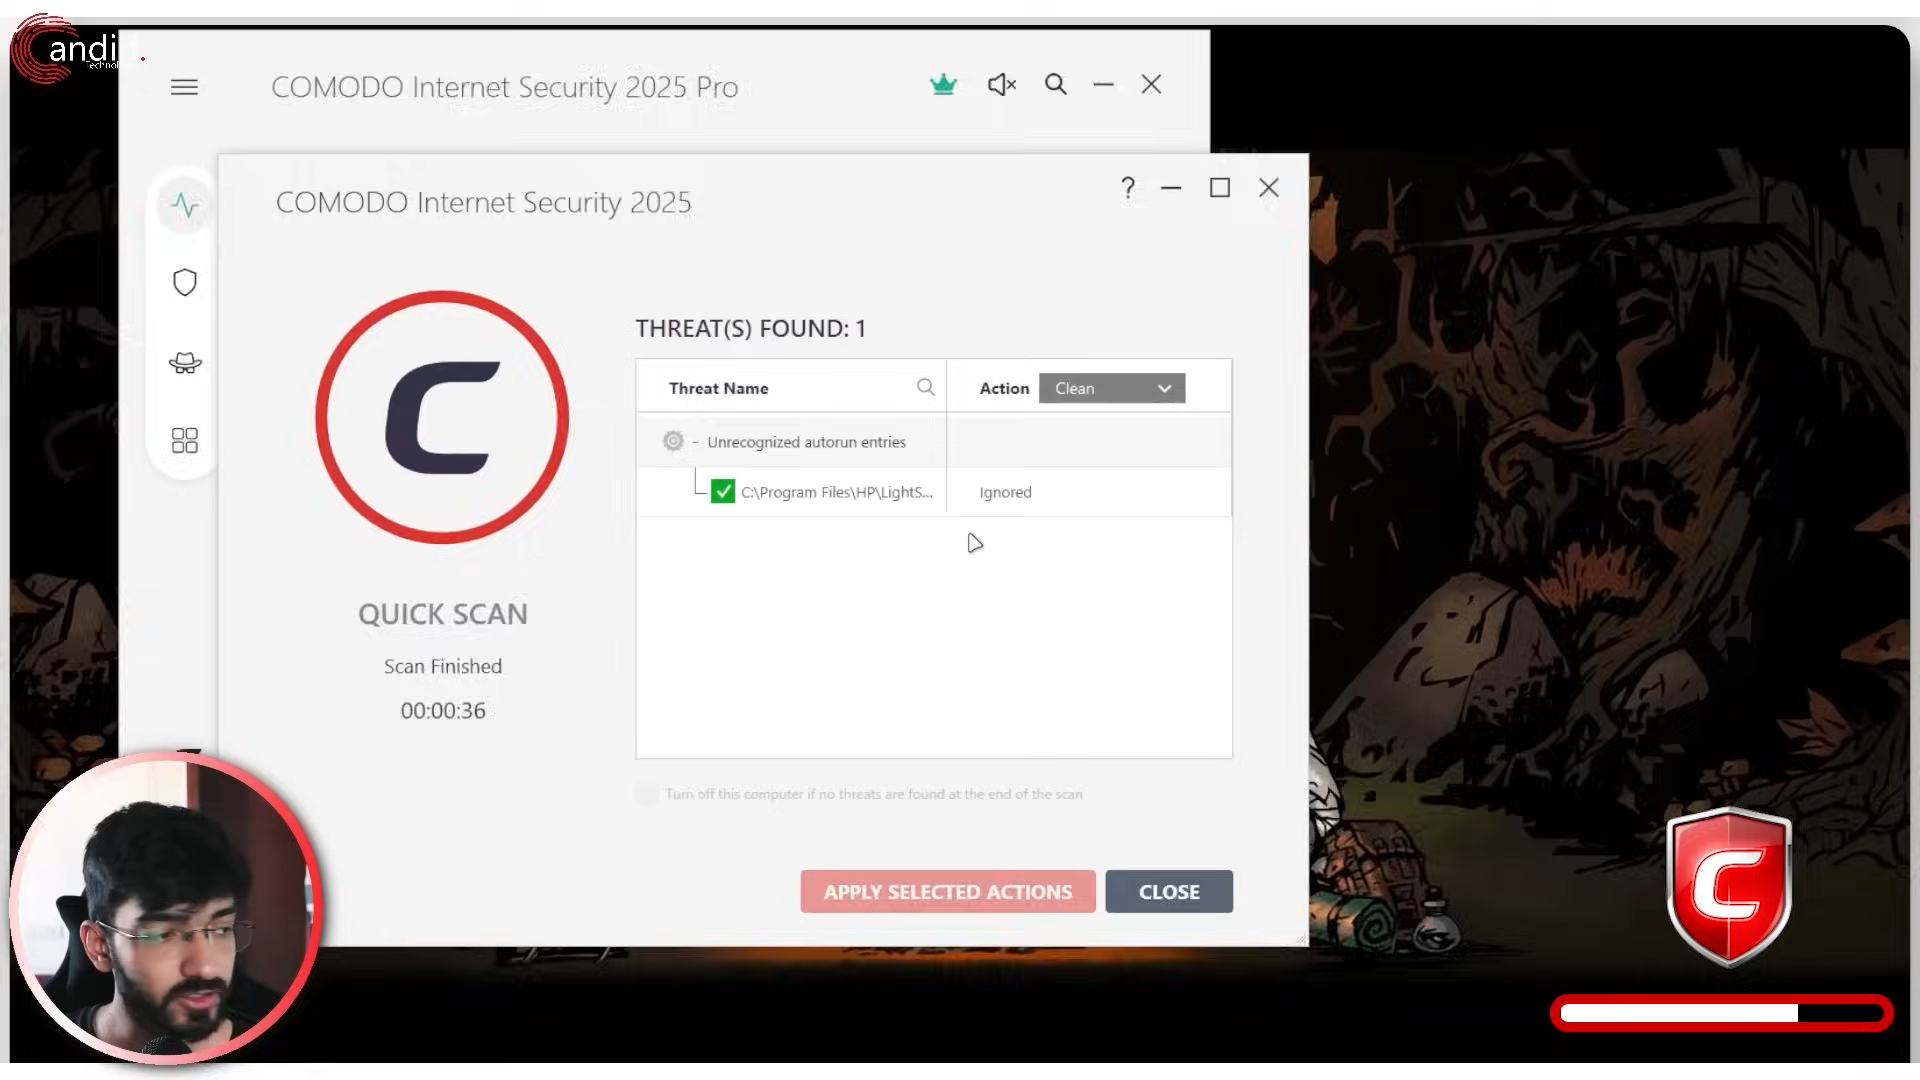 andid.
Technol
COMODO Internet Security 2025 Pro
COMODO Internet Security 2025
THREAT(S) FOUND: 1
Threat Name
Action
Clean
Unrecognized autorun entries
C:\Program Files\HP\LightS...
Ignored
QUICK SCAN
Scan Finished
00:00:36
Turn off this computer if no threats are found at the end of the scan
APPLY SELECTED ACTIONS
CLOSE